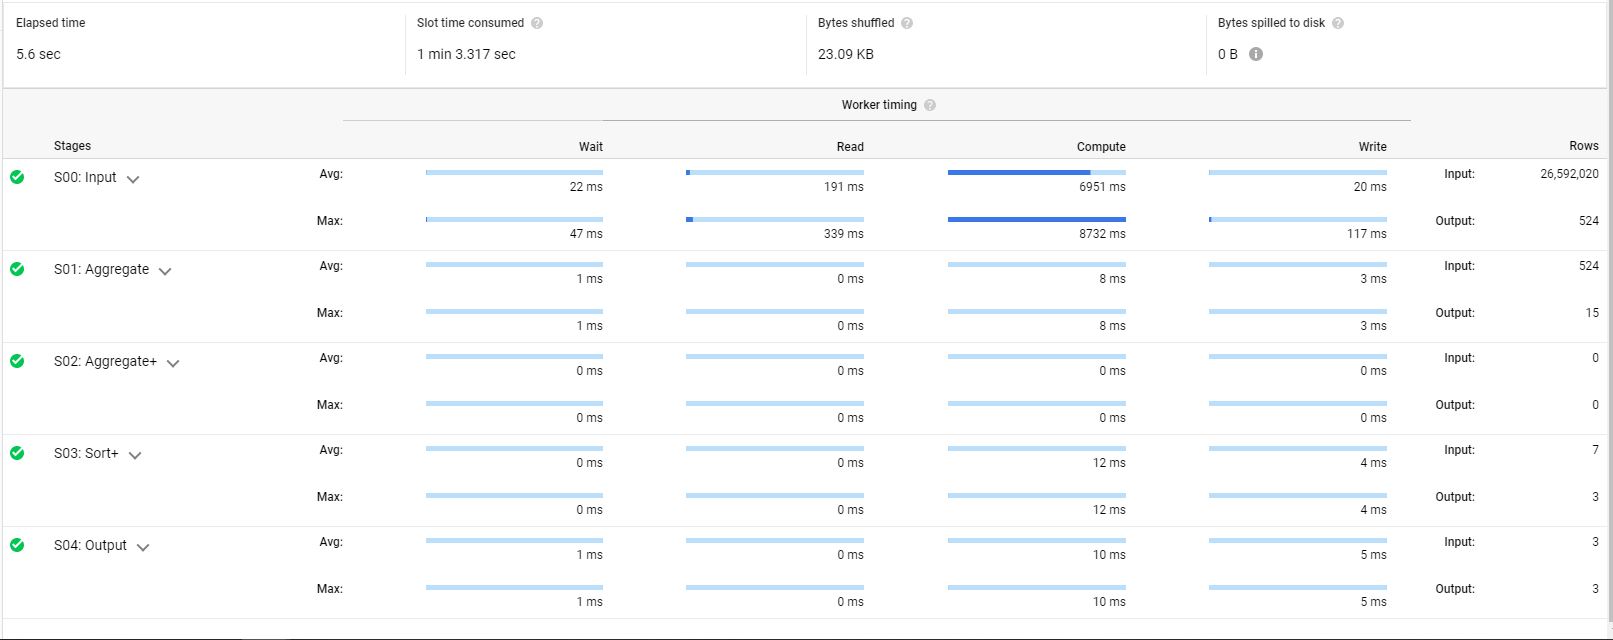 Elapsed time Slot time consumed Bytes shuffled Bytes spilled to disk
5.6 sec 1 min 3.317 sec 23.09 KB 0 B
Worker timing
Stages Wait Read Compute Write Rows
S00: Input Avg: 22 ms 191 ms 6951 ms 20 ms Input: 26,592,020
Max: 47 ms 339 ms 8732 ms 117 ms Output: 524
S01: Aggregate Avg: 1 ms 0 ms 8 ms 3 ms Input: 524
Max: 1 ms 0 ms 8 ms 3 ms Output: 15
S02: Aggregate+ Avg: 0 ms 0 ms 0 ms 0 ms Input: 0
Max: 0 ms 0 ms 0 ms 0 ms Output: 0
S03: Sort+ Avg: 0 ms 0 ms 12 ms 4 ms Input: 7
Max: 0 ms 0 ms 12 ms 4 ms Output: 3
S04: Output Avg: 1 ms 0 ms 10 ms 5 ms Input: 3
Max: 1 ms 0 ms 10 ms 5 ms Output: 3